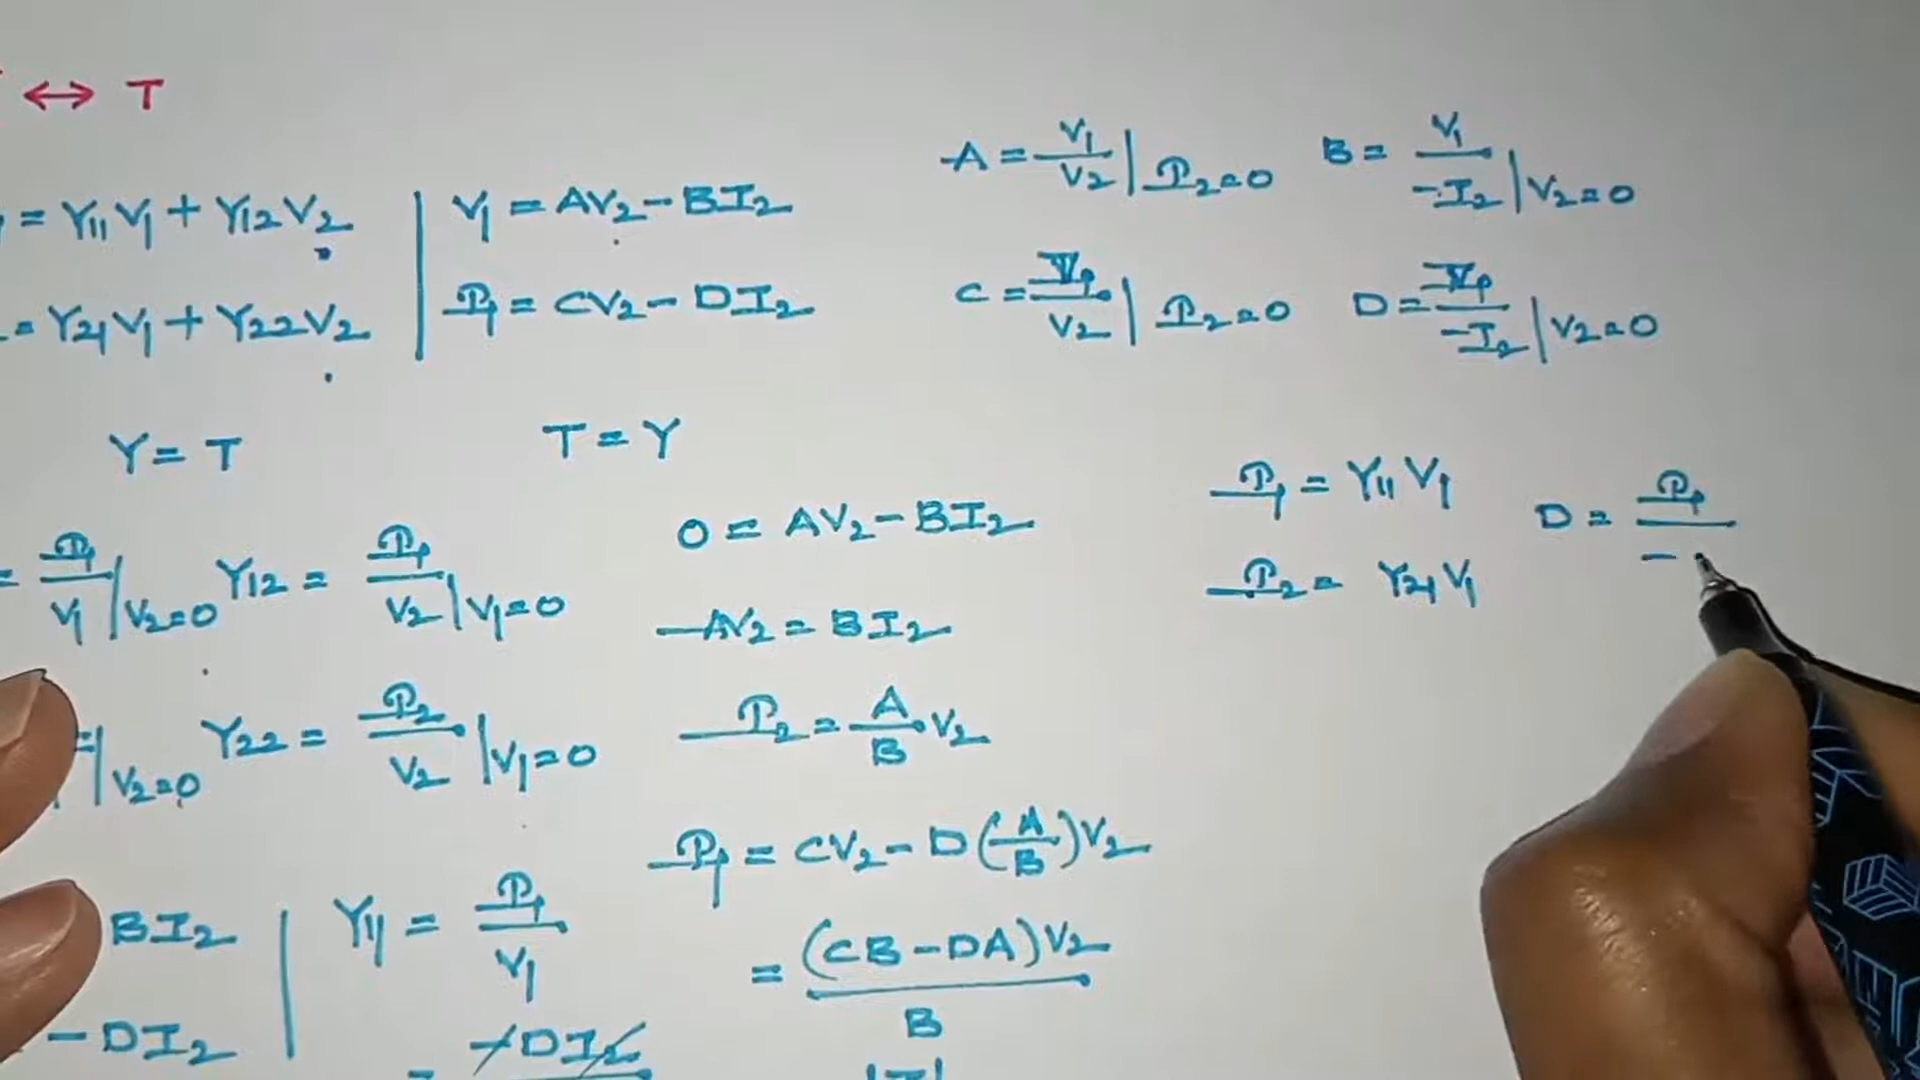 ↔ T
= Y11 V1 + Y12 V2 | V1 = AV2 - BI2
= Y21 V1 + Y22 V2 | I1 = CV2 - DI2
A = V1/V2 | I2=0 B = V1/-I2 | V2=0
C = I1/V2 | I2=0 D = I1/-I2 | V2=0
Y = T T = Y
= I1/V1 | V2=0 Y12 = I1/V2 | V1=0
| V2=0 Y22 = I2/V2 | V1=0
BI2 | Y11 = I1/V1
- DI2 | = -DI2
0 = AV2 - BI2
-AV2 = BI2
I2 = A/B V2
I1 = CV2 - D(A/B)V2
= (CB - DA)V2/B
|T|
I1 = Y11 V1
I2 = Y21 V1
D = I1/-